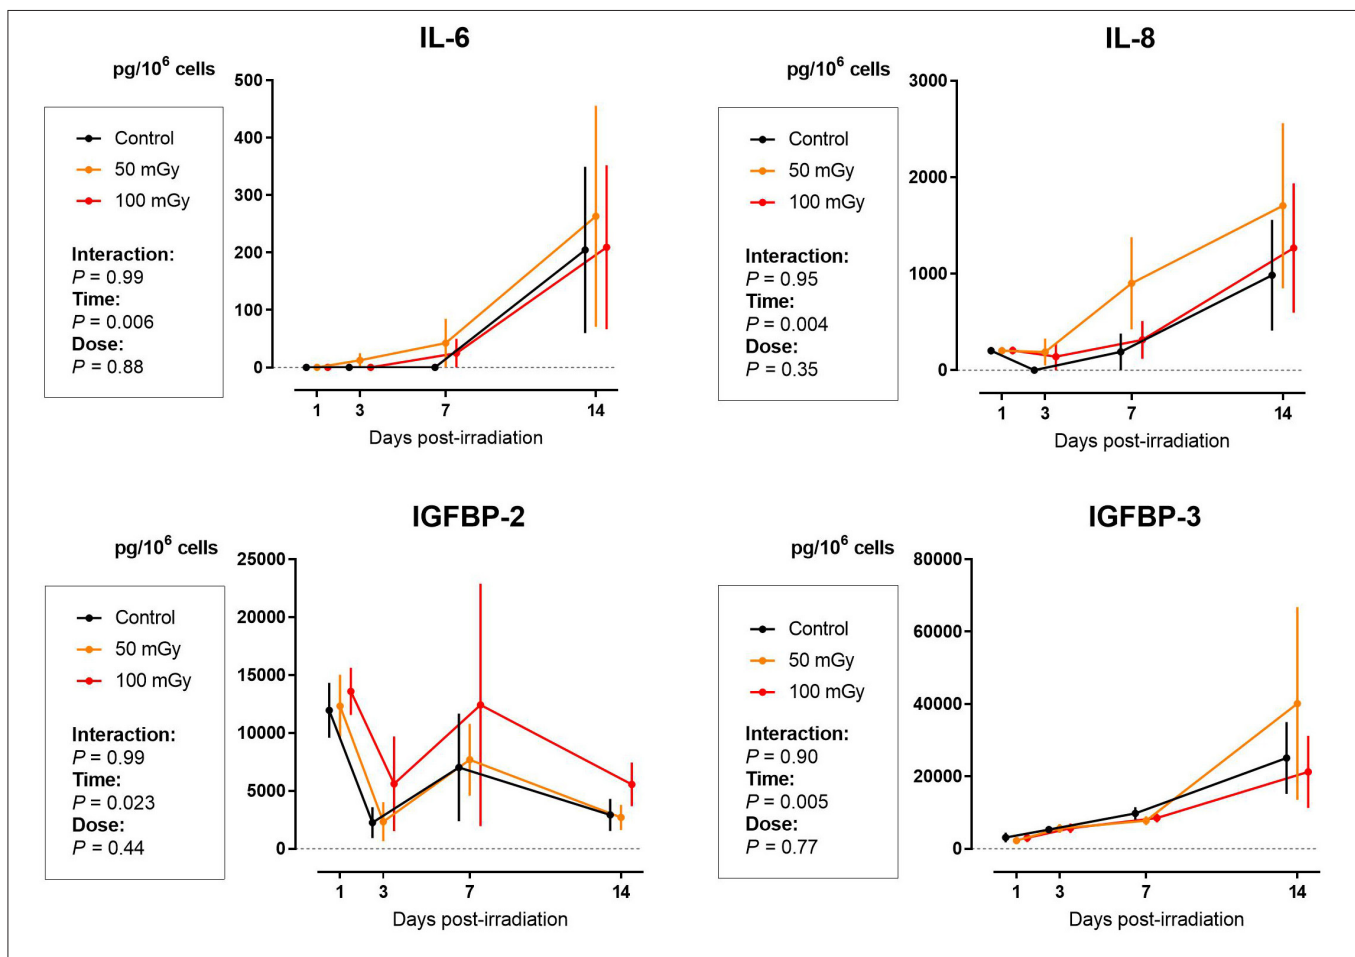 IL-6
pg/10⁶ cells
Control
50 mGy
100 mGy
Interaction:
P = 0.99
Time:
P = 0.006
Dose:
P = 0.88
500
400
300
200
100
0
1 3 7 14
Days post-irradiation
IL-8
pg/10⁶ cells
Control
50 mGy
100 mGy
Interaction:
P = 0.95
Time:
P = 0.004
Dose:
P = 0.35
3000
2000
1000
0
1 3 7 14
Days post-irradiation
IGFBP-2
pg/10⁶ cells
Control
50 mGy
100 mGy
Interaction:
P = 0.99
Time:
P = 0.023
Dose:
P = 0.44
25000
20000
15000
10000
5000
0
1 3 7 14
Days post-irradiation
IGFBP-3
pg/10⁶ cells
Control
50 mGy
100 mGy
Interaction:
P = 0.90
Time:
P = 0.005
Dose:
P = 0.77
80000
60000
40000
20000
0
1 3 7 14
Days post-irradiation